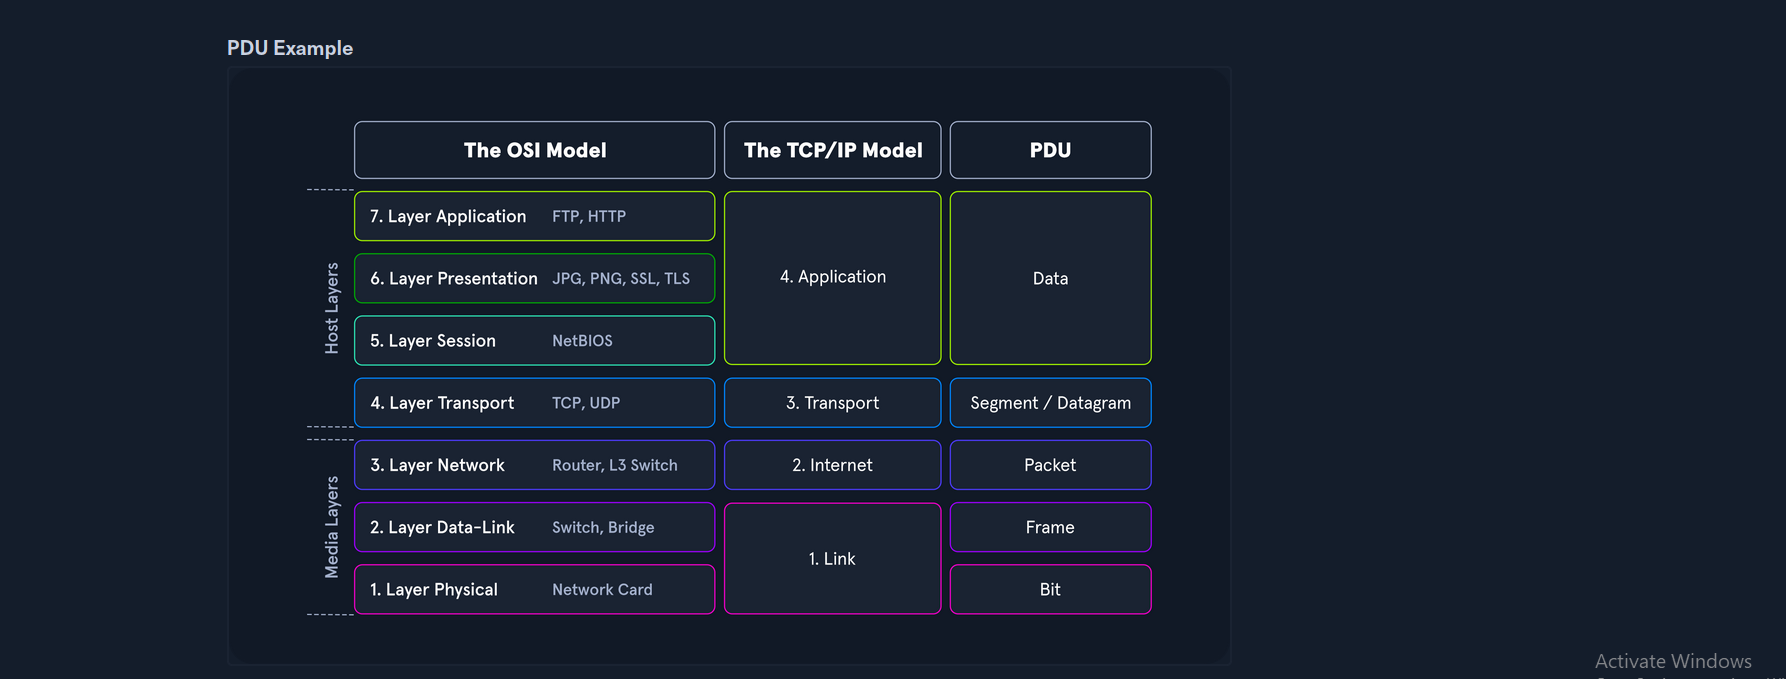 PDU Example
The OSI Model
The TCP/IP Model
PDU
Host Layers
7. Layer Application FTP, HTTP
6. Layer Presentation JPG, PNG, SSL, TLS
5. Layer Session NetBIOS
4. Application
Data
4. Layer Transport TCP, UDP
3. Transport
Segment / Datagram
Media Layers
3. Layer Network Router, L3 Switch
2. Internet
Packet
2. Layer Data-Link Switch, Bridge
1. Link
Frame
1. Layer Physical Network Card
Bit
Activate Windows